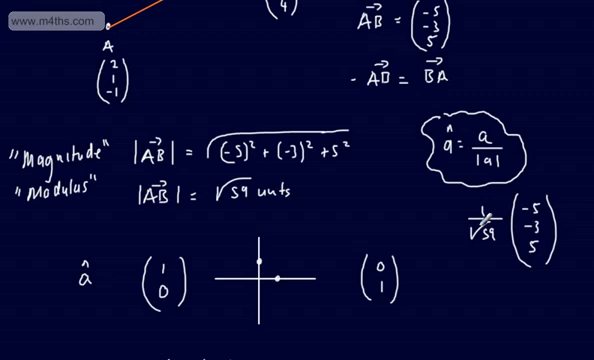 www.m4ths.com
4
A
2
1
-1
AB = -5
-3
5
- AB = BA
"Magnitude" |AB| = √(-5)² + (-3)² + 5²
"Modulus" |AB| = √59 units
â = a
|a|
1
√59
-5
-3
5
â
1
0
0
1